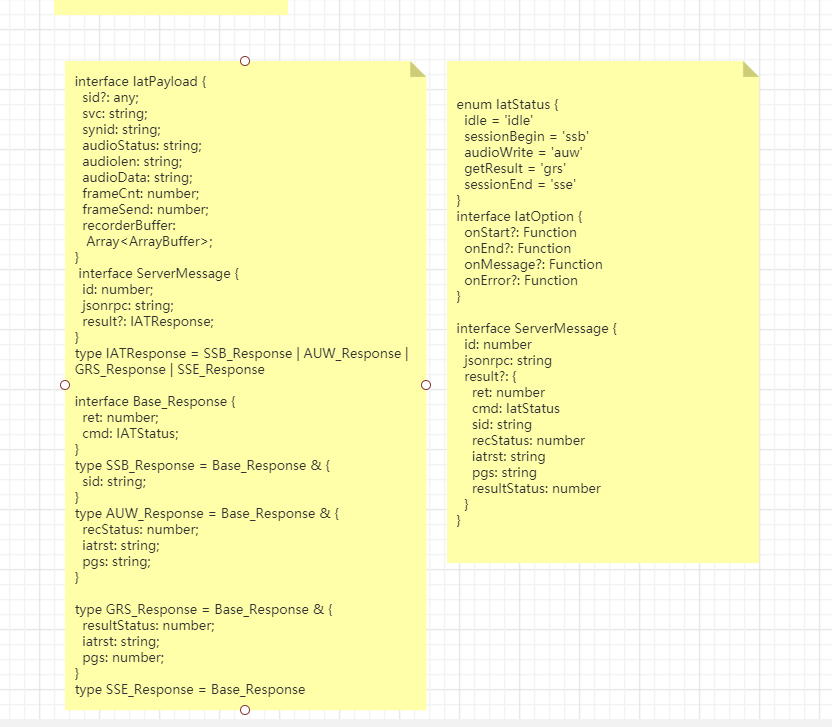 interface IatPayload {
sid?: any;
svc: string;
synid: string;
audioStatus: string;
audiolen: string;
audioData: string;
frameCnt: number;
frameSend: number;
recorderBuffer:
Array<ArrayBuffer>;
}
interface ServerMessage {
id: number;
jsonrpc: string;
result?: IATResponse;
}
type IATResponse = SSB_Response | AUW_Response |
GRS_Response | SSE_Response

interface Base_Response {
ret: number;
cmd: IATStatus;
}
type SSB_Response = Base_Response & {
sid: string;
}
type AUW_Response = Base_Response & {
recStatus: number;
iatrst: string;
pgs: string;
}

type GRS_Response = Base_Response & {
resultStatus: number;
iatrst: string;
pgs: number;
}
type SSE_Response = Base_Response

enum IatStatus {
idle = 'idle'
sessionBegin = 'ssb'
audioWrite = 'auw'
getResult = 'grs'
sessionEnd = 'sse'
}
interface IatOption {
onStart?: Function
onEnd?: Function
onMessage?: Function
onError?: Function
}

interface ServerMessage {
id: number
jsonrpc: string
result?: {
ret: number
cmd: IatStatus
sid: string
recStatus: number
iatrst: string
pgs: string
resultStatus: number
}
}